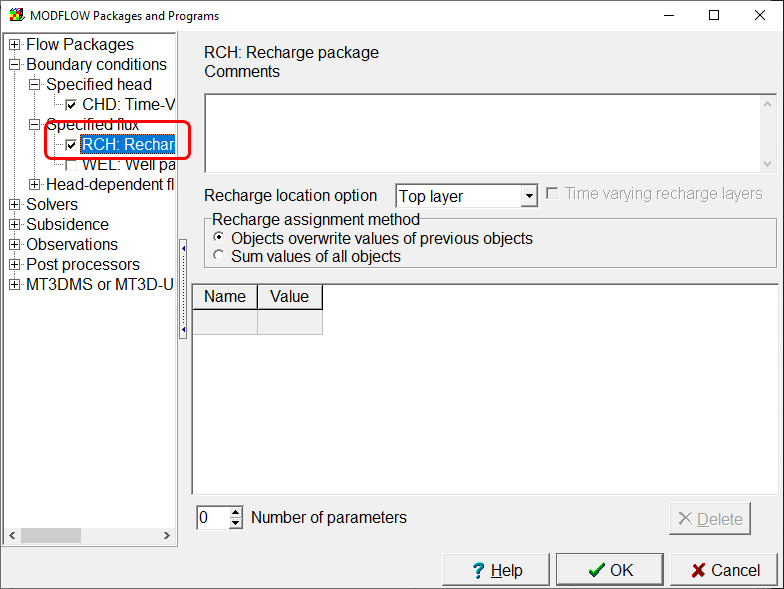 MODFLOW Packages and Programs
Flow Packages
Boundary conditions
Specified head
CHD: Time-V
Specified flux
RCH: Rechar
WEL: Well pa
Head-dependent fl
Solvers
Subsidence
Observations
Post processors
MT3DMS or MT3D-U
RCH: Recharge package
Comments
Recharge location option Top layer Time varying recharge layers
Recharge assignment method
Objects overwrite values of previous objects
Sum values of all objects
Name Value
0 Number of parameters Delete
? Help OK Cancel